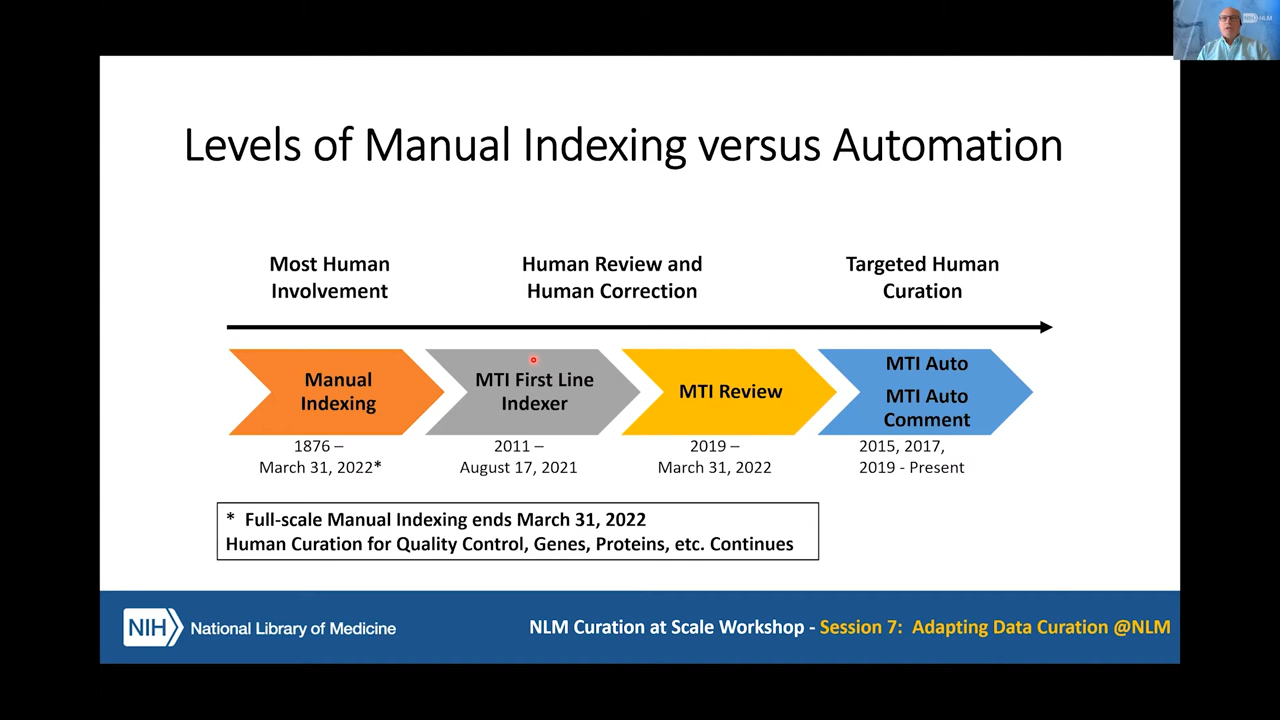 NIH NLM
Levels of Manual Indexing versus Automation
Most Human
Involvement
Human Review and
Human Correction
Targeted Human
Curation
Manual
Indexing
MTI First Line
Indexer
MTI Review
MTI Auto
MTI Auto
Comment
1876 –
March 31, 2022*
2011 –
August 17, 2021
2019 –
March 31, 2022
2015, 2017,
2019 - Present
* Full-scale Manual Indexing ends March 31, 2022
Human Curation for Quality Control, Genes, Proteins, etc. Continues
NIH National Library of Medicine
NLM Curation at Scale Workshop - Session 7: Adapting Data Curation @NLM